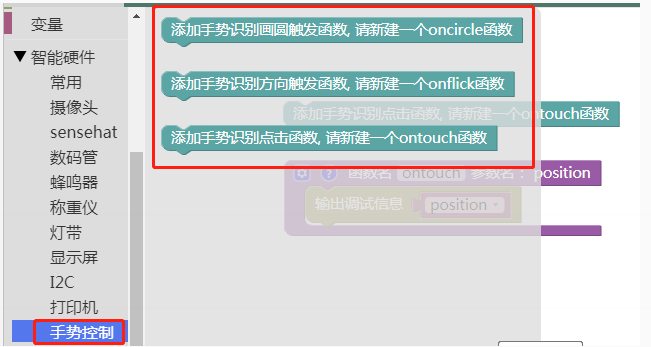 变量
智能硬件
常用
摄像头
sensehat
数码管
蜂鸣器
称重仪
灯带
显示屏
I2C
打印机
手势控制
添加手势识别画圆触发函数, 请新建一个oncircle函数
添加手势识别方向触发函数, 请新建一个onflick函数
添加手势识别点击函数, 请新建一个ontouch函数
添加手势识别点击函数, 请新建一个ontouch函数
? 函数名 ontouch 参数名： position
输出调试信息 position